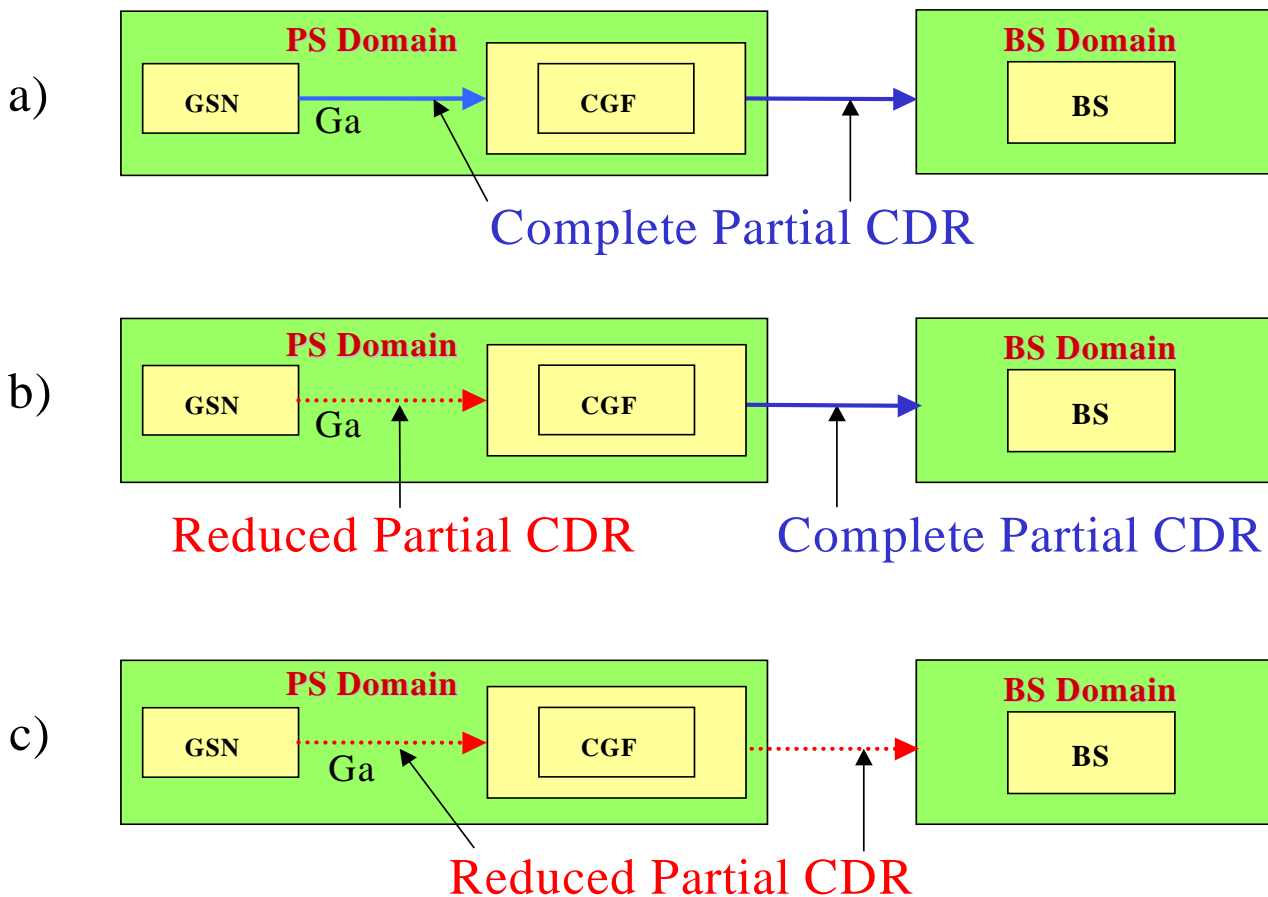 PS Domain
BS Domain
a)
GSN
CGF
BS
Ga
Complete Partial CDR
PS Domain
BS Domain
b)
GSN
CGF
BS
Ga
Reduced Partial CDR
Complete Partial CDR
PS Domain
BS Domain
c)
GSN
CGF
BS
Ga
Reduced Partial CDR